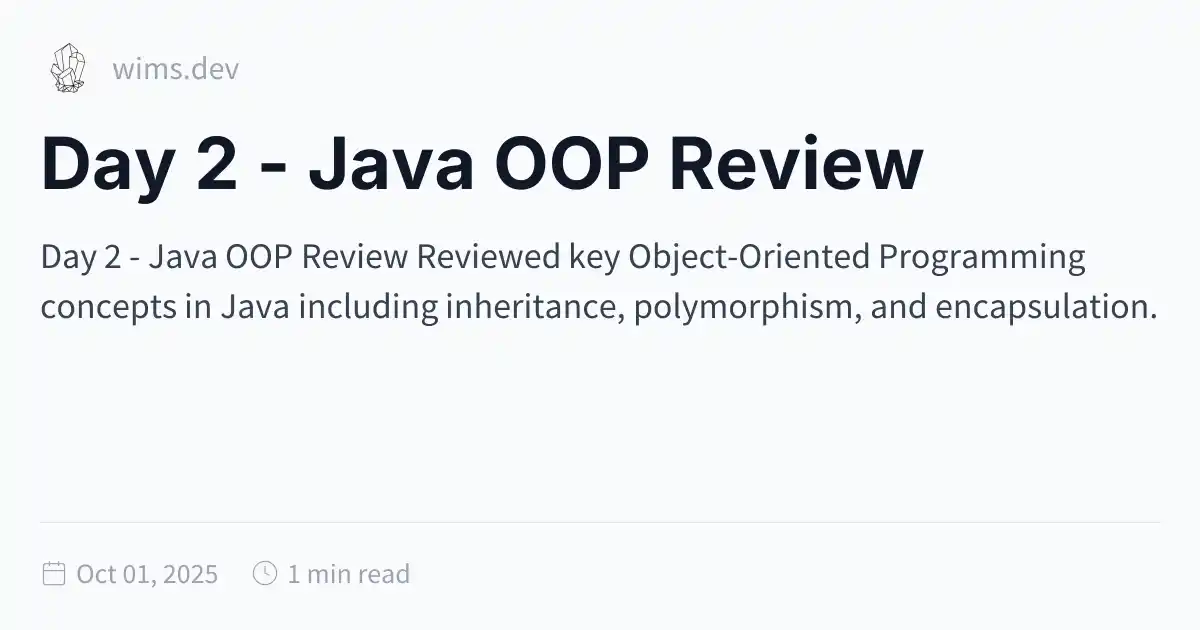 wims.dev
Day 2 - Java OOP Review
Day 2 - Java OOP Review Reviewed key Object-Oriented Programming
concepts in Java including inheritance, polymorphism, and encapsulation.
Oct 01, 2025 1 min read